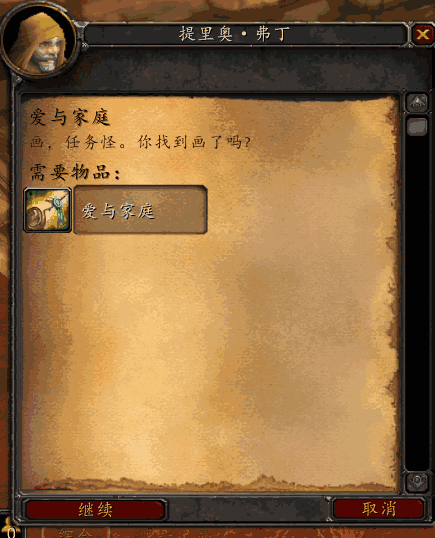 提里奥·弗丁
爱与家庭
画，任务怪。你找到画了吗？
需要物品：
爱与家庭
继续
取消